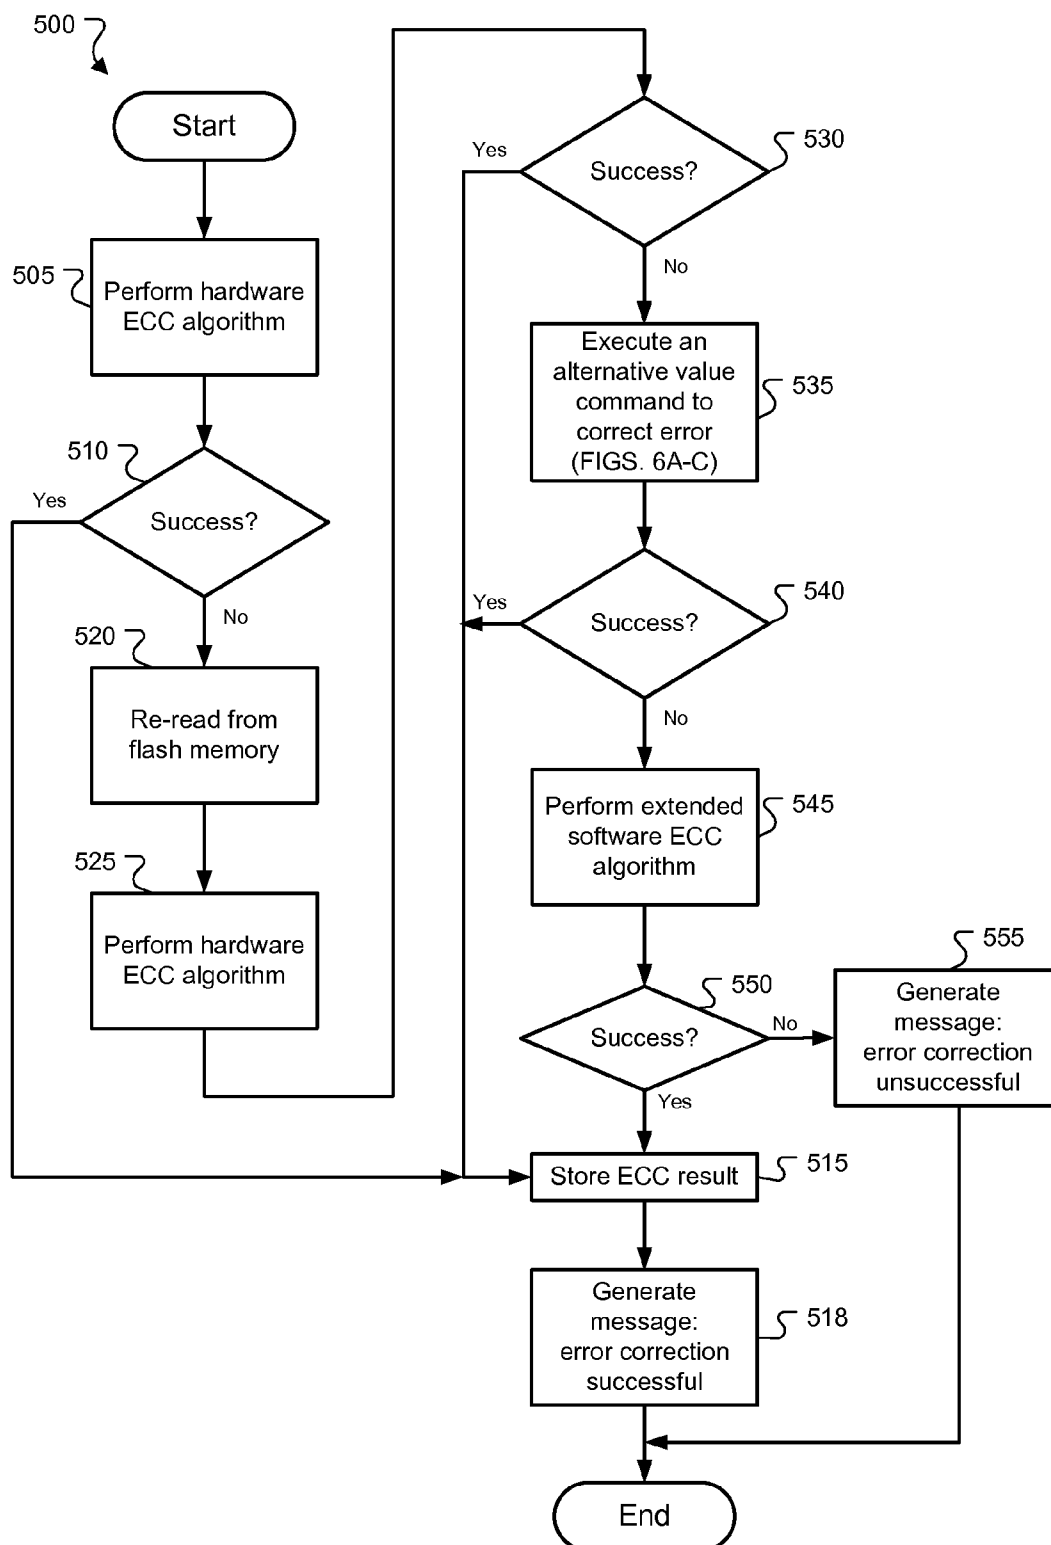 500
Start
505
Perform hardware
ECC algorithm
510
Yes
Success?
No
520
Re-read from
flash memory
525
Perform hardware
ECC algorithm
530
Yes
Success?
No
Execute an
alternative value
command to
correct error
(FIGS. 6A-C)
535
540
Yes
Success?
No
Perform extended
software ECC
algorithm
545
550
Success?
No
Yes
555
Generate
message:
error correction
unsuccessful
Store ECC result
515
Generate
message:
error correction
successful
518
End